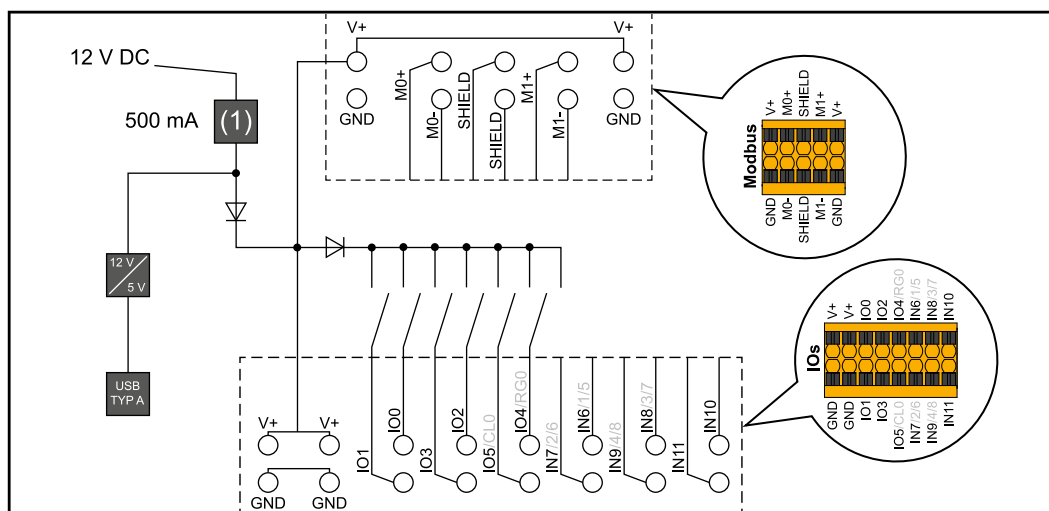 12 V DC
500 mA
(1)
12 V
5 V
USB
TYP A
V+
V+
GND
M0+
M0-
SHIELD
SHIELD
M1+
M1-
GND
Modbus
V+
M0+
SHIELD
M1+
V+
GND
M0-
SHIELD
M1-
GND
V+
V+
GND
GND
IO1
IO0
IO3
IO2
IO5/CL0
IO4/RG0
IN7/2/6
IN6/1/5
IN9/4/8
IN8/3/7
IN11
IN10
IOs
V+
V+
IO0
IO2
IO4/RG0
IN6/1/5
IN8/3/7
IN10
GND
GND
IO1
IO3
IO5/CL0
IN7/2/6
IN9/4/8
IN11